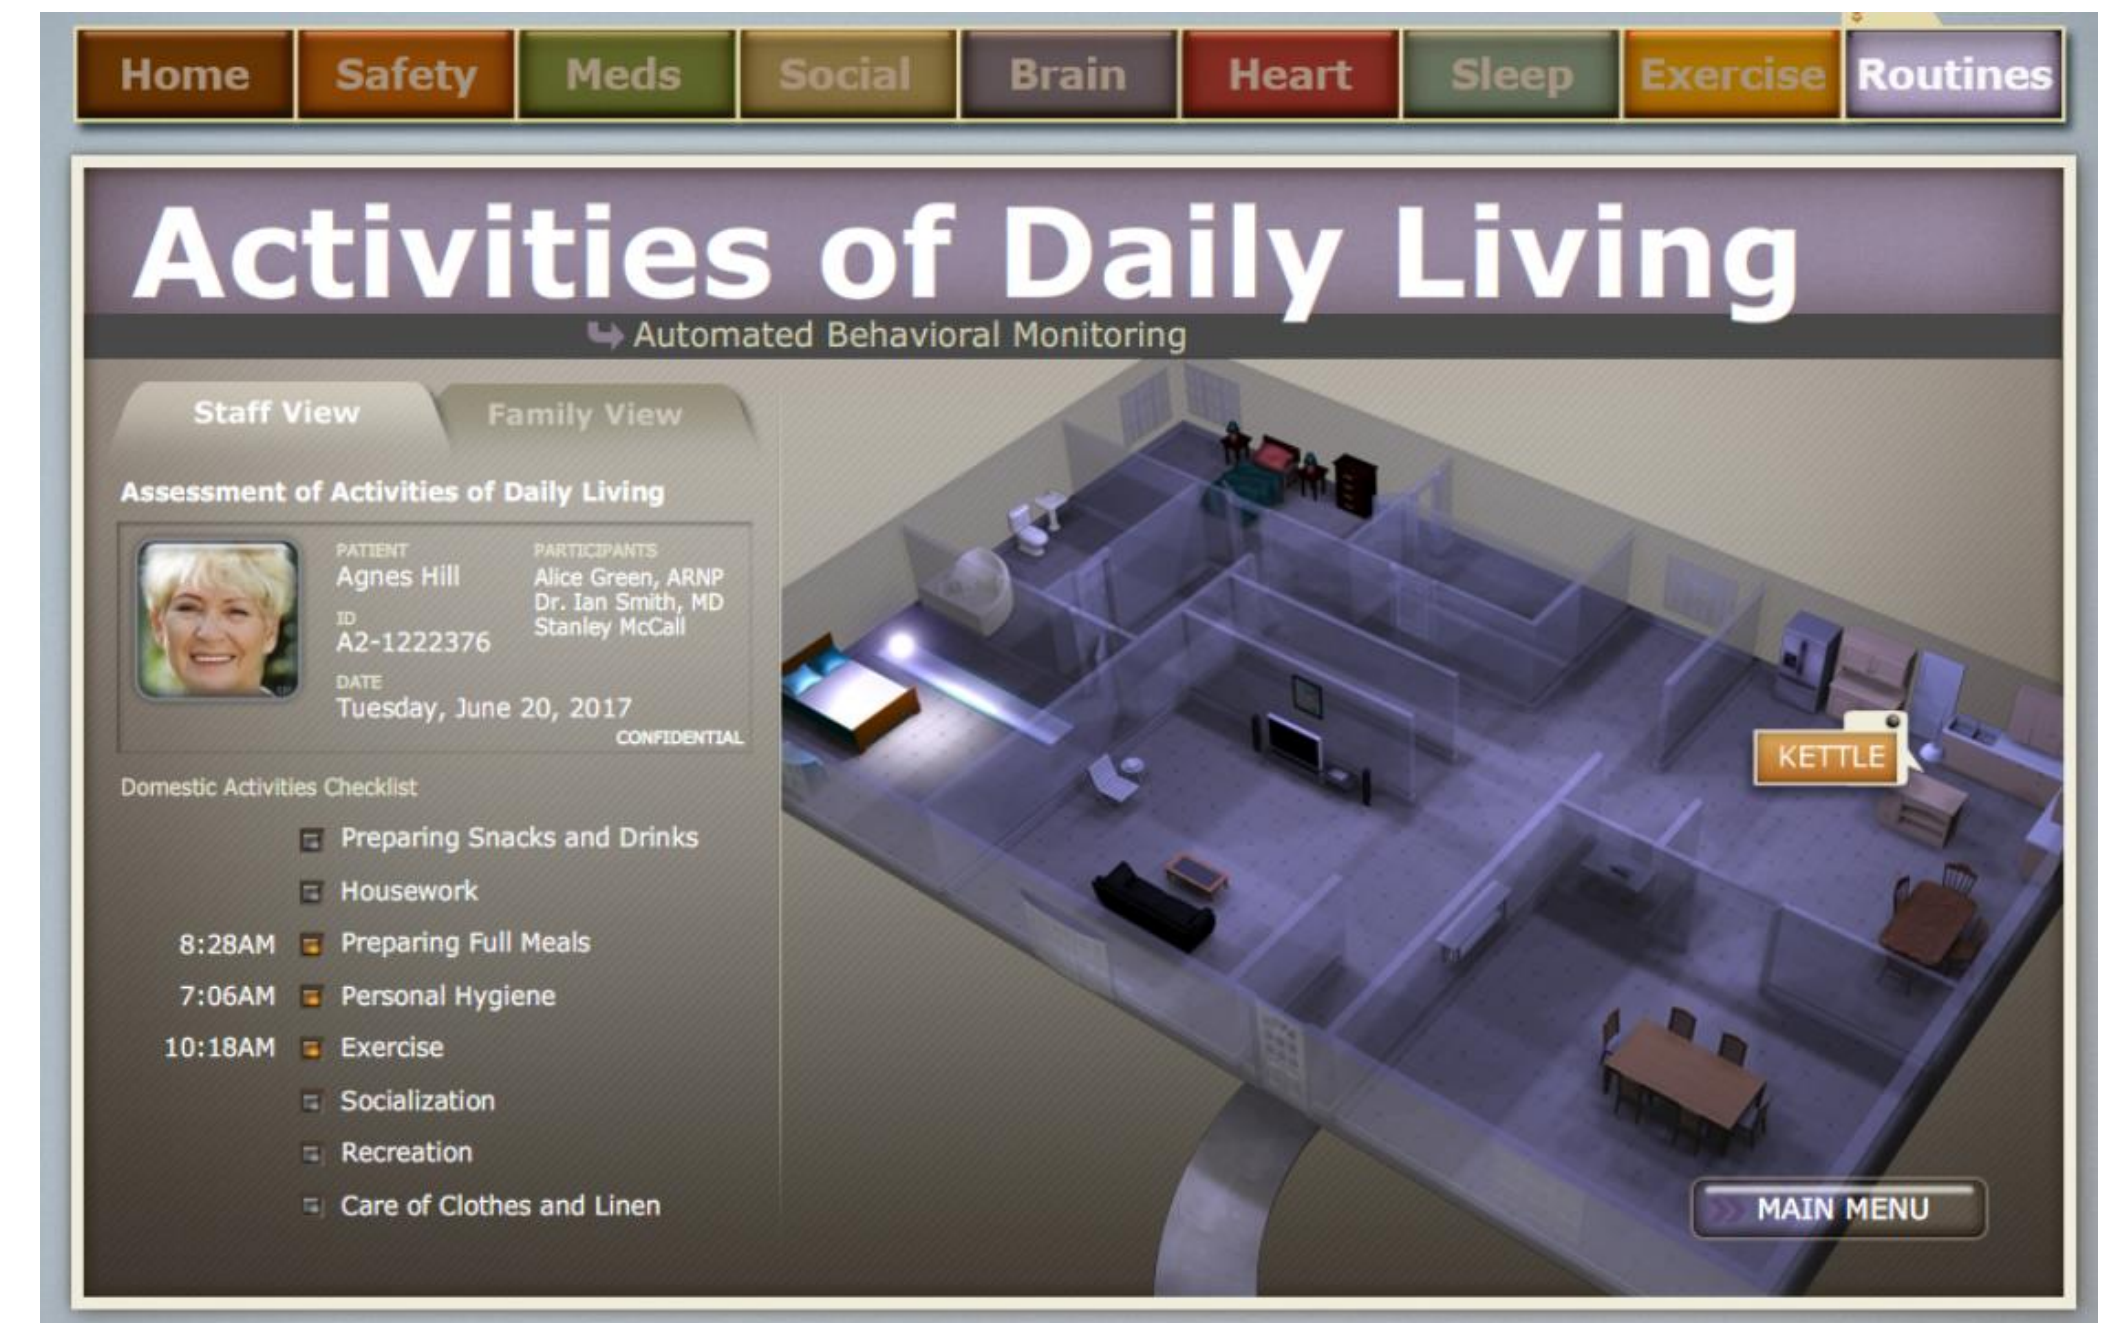 Home Safety Meds Social Brain Heart Sleep Exercise Routines
Activities of Daily Living
Automated Behavioral Monitoring
Staff View Family View
Assessment of Activities of Daily Living
PATIENT
Agnes Hill
ID
A2-1222376
DATE
Tuesday, June 20, 2017
PARTICIPANTS
Alice Green, ARNP
Dr. Ian Smith, MD
Stanley McCall
CONFIDENTIAL
Domestic Activities Checklist
Preparing Snacks and Drinks
Housework
8:28AM Preparing Full Meals
7:06AM Personal Hygiene
10:18AM Exercise
Socialization
Recreation
Care of Clothes and Linen
KETTLE
MAIN MENU